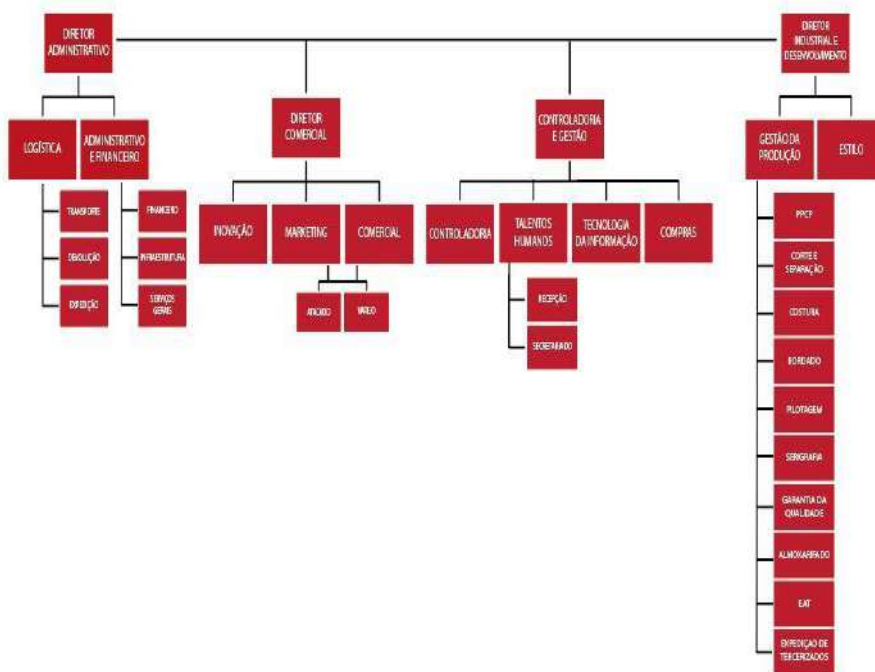 DIRETOR
ADMINISTRATIVO
DIRETOR
INDUSTRIAL E
DESENVOLVIMENTO
DIRETOR
COMERCIAL
CONTROLADORIA
E GESTÃO
LOGÍSTICA
ADMINISTRATIVO
E FINANCEIRO
GESTÃO DA
PRODUÇÃO
ESTILO
TRANSPORTE
DEVOLUÇÃO
EXPEDIÇÃO
FINANCEIRO
INFRAESTRUTURA
SERVIÇOS
GERAIS
INOVAÇÃO
MARKETING
COMERCIAL
ATACADO
VAREJO
CONTROLADORIA
TALENTOS
HUMANOS
TECNOLOGIA
DA INFORMAÇÃO
COMPRAS
RECEPÇÃO
SECRETARIADO
PPCP
CORTE E
SEPARAÇÃO
COSTURA
BORDADO
PILOTAGEM
SERIGRAFIA
GARANTIA DA
QUALIDADE
ALMOXARIFADO
EAT
EXPEDIÇÃO DE
TERCERIZADOS